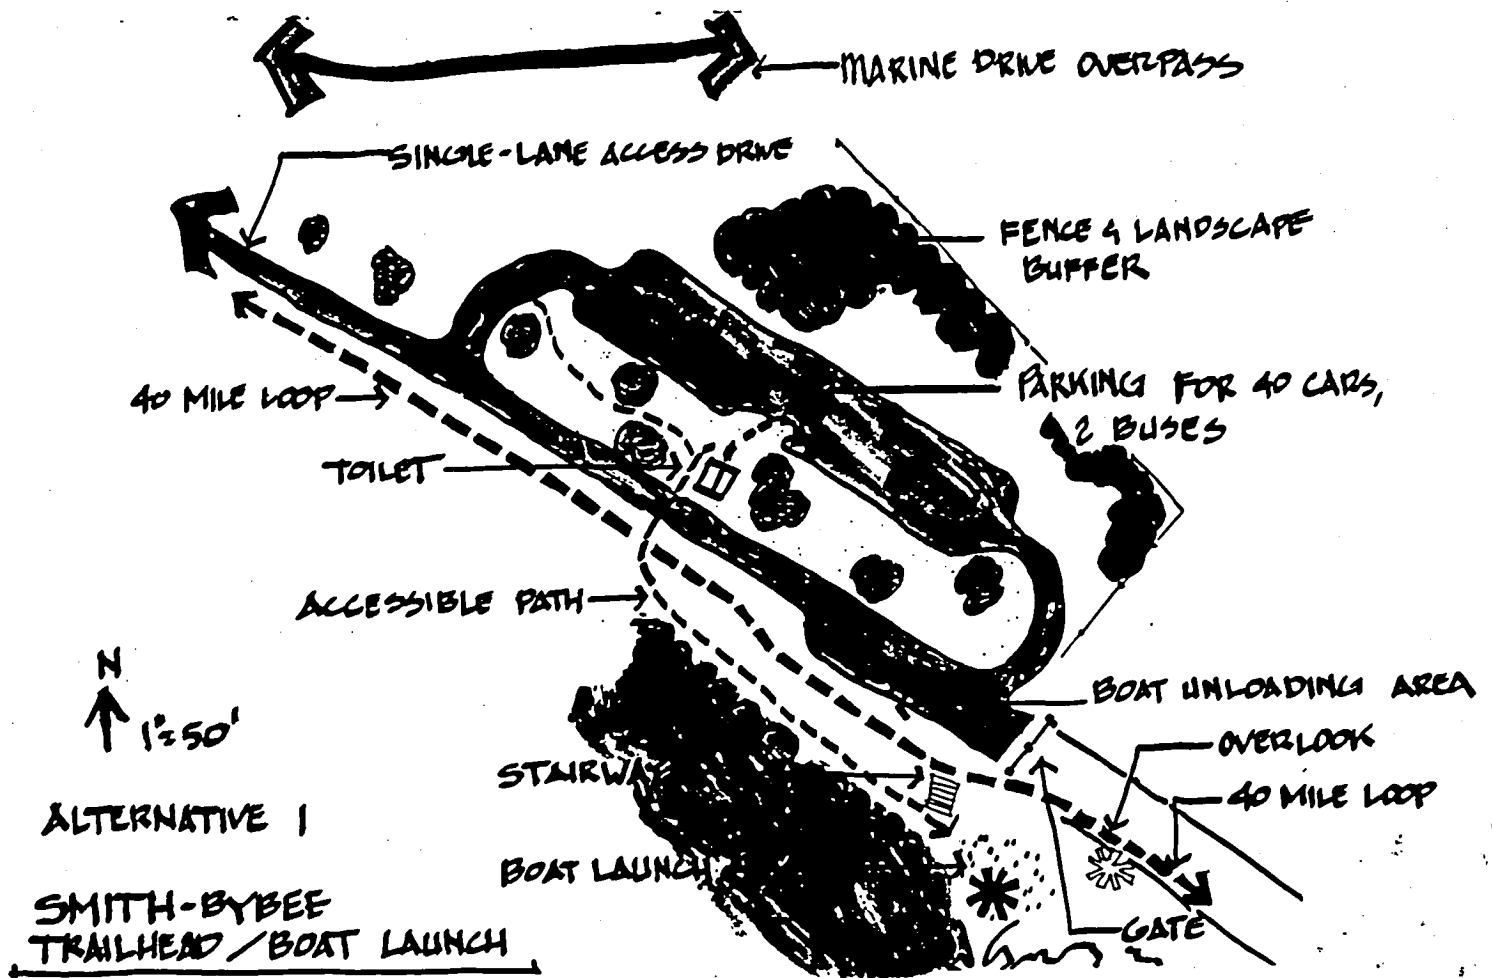 MARINE DRIVE OVERPASS
SINGLE-LANE ACCESS DRIVE
FENCE & LANDSCAPE
BUFFER
40 MILE LOOP
PARKING FOR 40 CARS,
2 BUSES
TOILET
ACCESSIBLE PATH
N
1"=50'
BOAT UNLOADING AREA
OVERLOOK
STAIRWAY
40 MILE LOOP
ALTERNATIVE 1
BOAT LAUNCH
GATE
SMITH-BYBEE
TRAILHEAD/BOAT LAUNCH